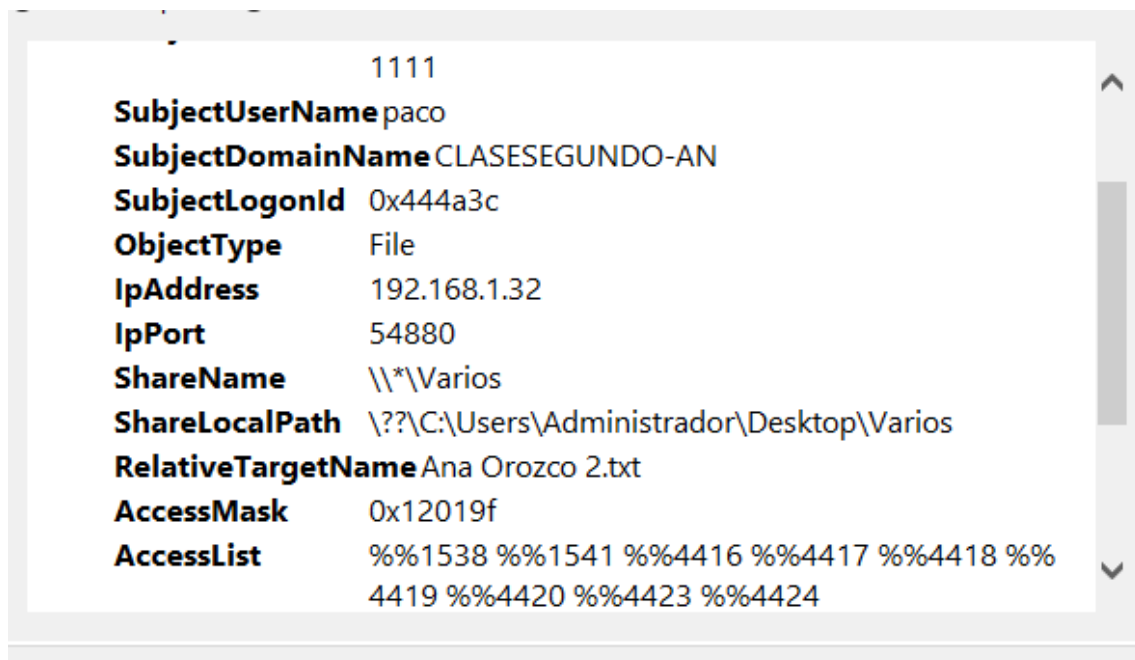 1111
SubjectUserName paco
SubjectDomainName CLASESEGUNDO-AN
SubjectLogonId 0x444a3c
ObjectType File
IpAddress 192.168.1.32
IpPort 54880
ShareName \\*\Varios
ShareLocalPath \??\C:\Users\Administrador\Desktop\Varios
RelativeTargetName Ana Orozco 2.txt
AccessMask 0x12019f
AccessList %%1538 %%1541 %%4416 %%4417 %%4418 %%
4419 %%4420 %%4423 %%4424